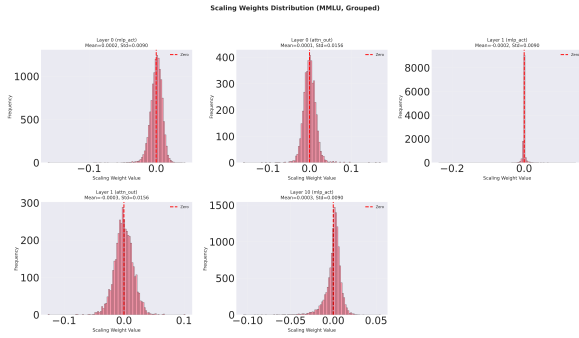 Scaling Weights Distribution (MMLU, Grouped)
Layer 0 (mlp_act)
Mean=0.0002, Std=0.0090
Zero
1000
500
0
−0.1
0.0
Frequency
Scaling Weight Value
Layer 0 (attn_out)
Mean=0.0001, Std=0.0156
Zero
400
300
200
100
0
−0.1
0.0
0.1
Frequency
Scaling Weight Value
Layer 1 (mlp_act)
Mean=-0.0002, Std=0.0090
Zero
8000
6000
4000
2000
0
−0.2
0.0
Frequency
Scaling Weight Value
Layer 1 (attn_out)
Mean=-0.0003, Std=0.0156
Zero
300
200
100
0
−0.1
0.0
0.1
Frequency
Scaling Weight Value
Layer 10 (mlp_act)
Mean=0.0003, Std=0.0090
Zero
1500
1000
500
0
−0.10
−0.05
0.00
0.05
Frequency
Scaling Weight Value